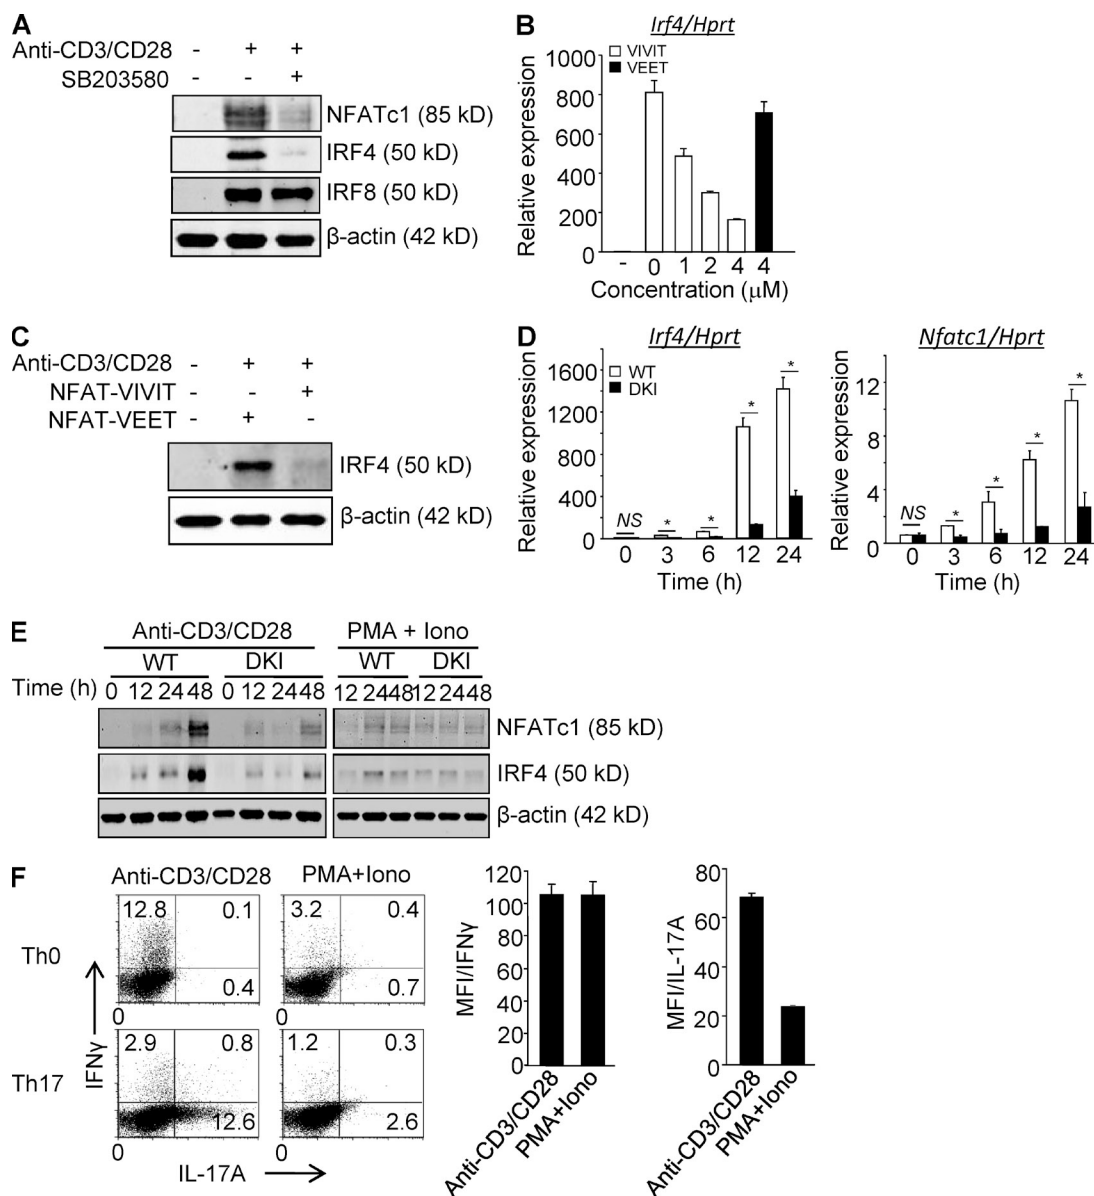 A
Anti-CD3/CD28 - + +
SB203580 - - +
NFATc1 (85 kD)
IRF4 (50 kD)
IRF8 (50 kD)
β-actin (42 kD)
B
Irf4/Hprt
VIVIT
VEET
Relative expression
1000
800
600
400
200
0
- 0 1 2 4 4
Concentration (μM)
C
Anti-CD3/CD28 - + +
NFAT-VIVIT - - +
NFAT-VEET - + -
IRF4 (50 kD)
β-actin (42 kD)
D
Irf4/Hprt
WT
DKI
Relative expression
1600
1200
800
400
0
NS * * * *
0 3 6 12 24
Time (h)
Nfatc1/Hprt
Relative expression
12
8
4
0
NS * * * *
0 3 6 12 24
Time (h)
E
Anti-CD3/CD28 PMA + Iono
WT DKI WT DKI
Time (h) 0 12 24 48 0 12 24 48 12 24 48 12 24 48
NFATc1 (85 kD)
IRF4 (50 kD)
β-actin (42 kD)
F
Anti-CD3/CD28 PMA+Iono
Th0
12.8 0.1
0.4
0
3.2 0.4
0.7
0
Th17
2.9 0.8
12.6
0
1.2 0.3
2.6
0
IFNγ
IL-17A
MFI/IFNγ
120
100
80
60
40
20
0
Anti-CD3/CD28
PMA+Iono
MFI/IL-17A
80
60
40
20
0
Anti-CD3/CD28
PMA+Iono